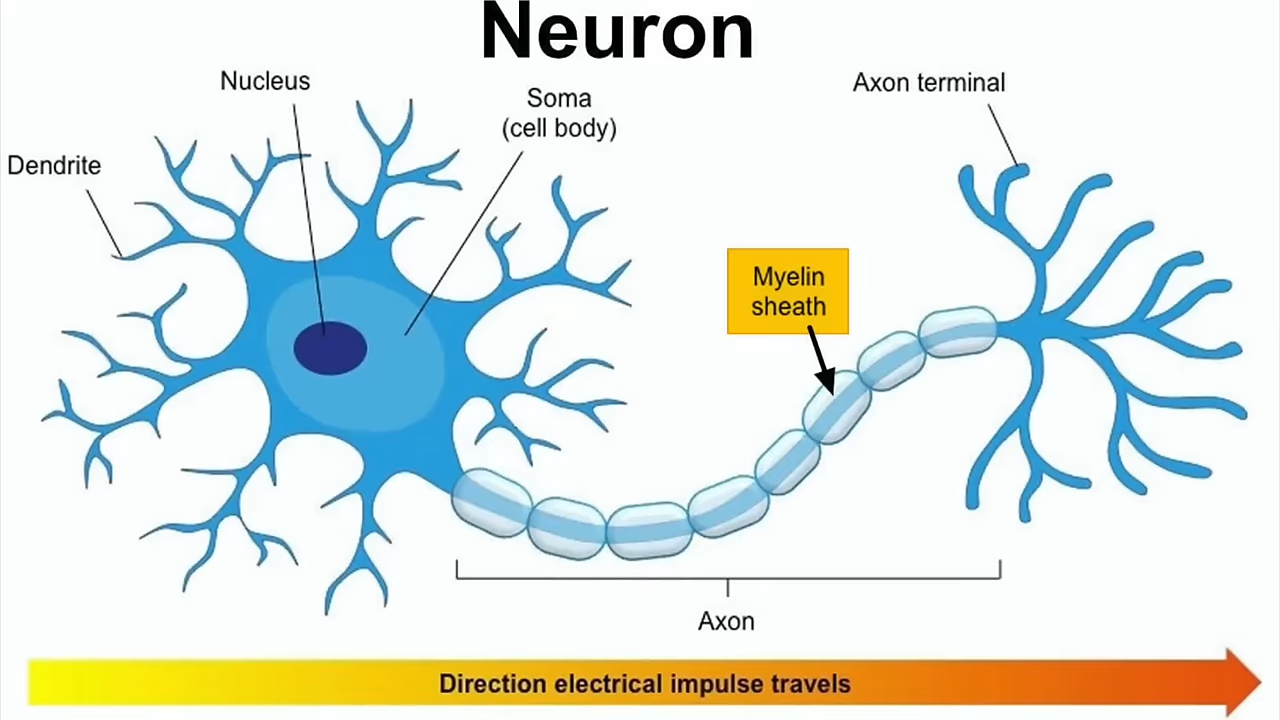 Neuron
Nucleus
Soma
(cell body)
Axon terminal
Dendrite
Myelin
sheath
Axon
Direction electrical impulse travels